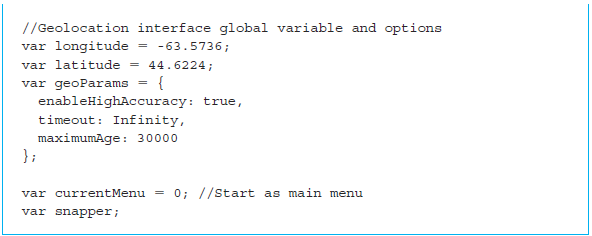 //Geolocation interface global variable and options
var longitude = -63.5736;
var latitude = 44.6224;
var geoParams = {
  enableHighAccuracy: true,
  timeout: Infinity,
  maximumAge: 30000
};

var currentMenu = 0; //Start as main menu
var snapper;